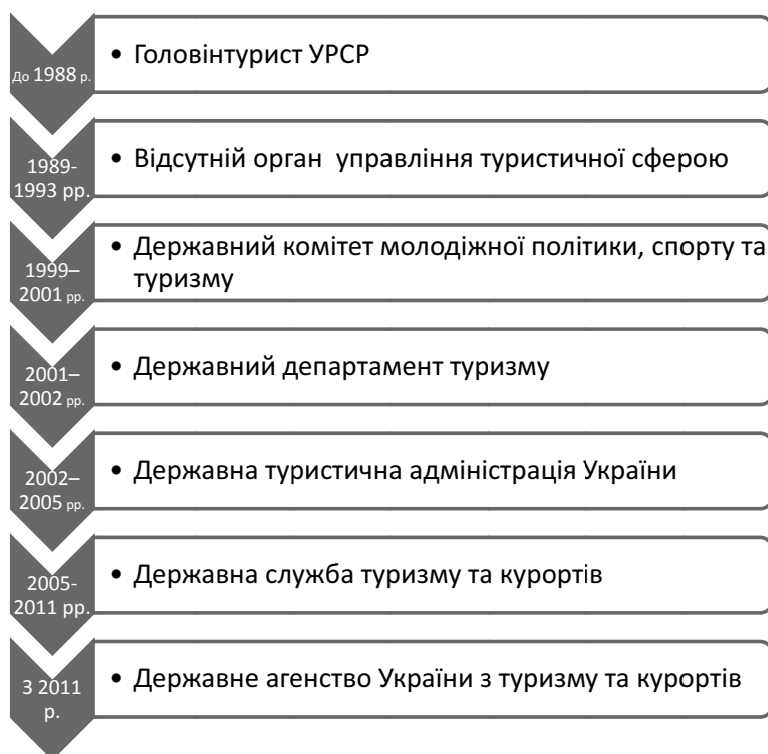 До 1988 р.
• Головінтурист УРСР
1989-
1993 рр.
• Відсутній орган управління туристичної сферою
1999–
2001 рр.
• Державний комітет молодіжної політики, спорту та
туризму
2001–
2002 рр.
• Державний департамент туризму
2002–
2005 рр.
• Державна туристична адміністрація України
2005-
2011 рр.
• Державна служба туризму та курортів
З 2011
р.
• Державне агенство України з туризму та курортів